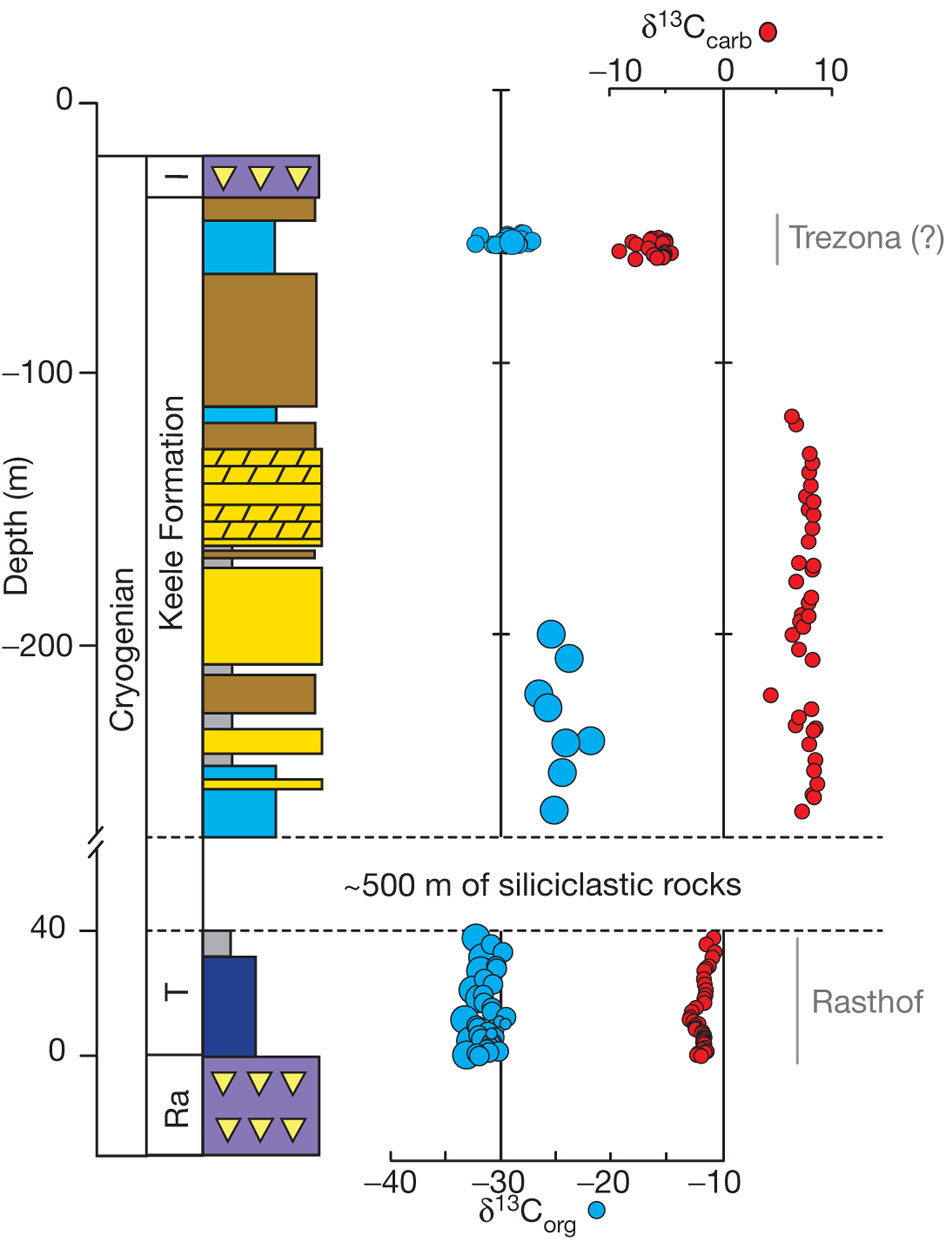 δ13Ccarb
−10 0 10
0
I
Trezona (?)
−100
Depth (m)
Cryogenian
Keele Formation
−200
~500 m of siliciclastic rocks
40
T
Rasthof
0
Ra
−40 −30 −20 −10
δ13Corg